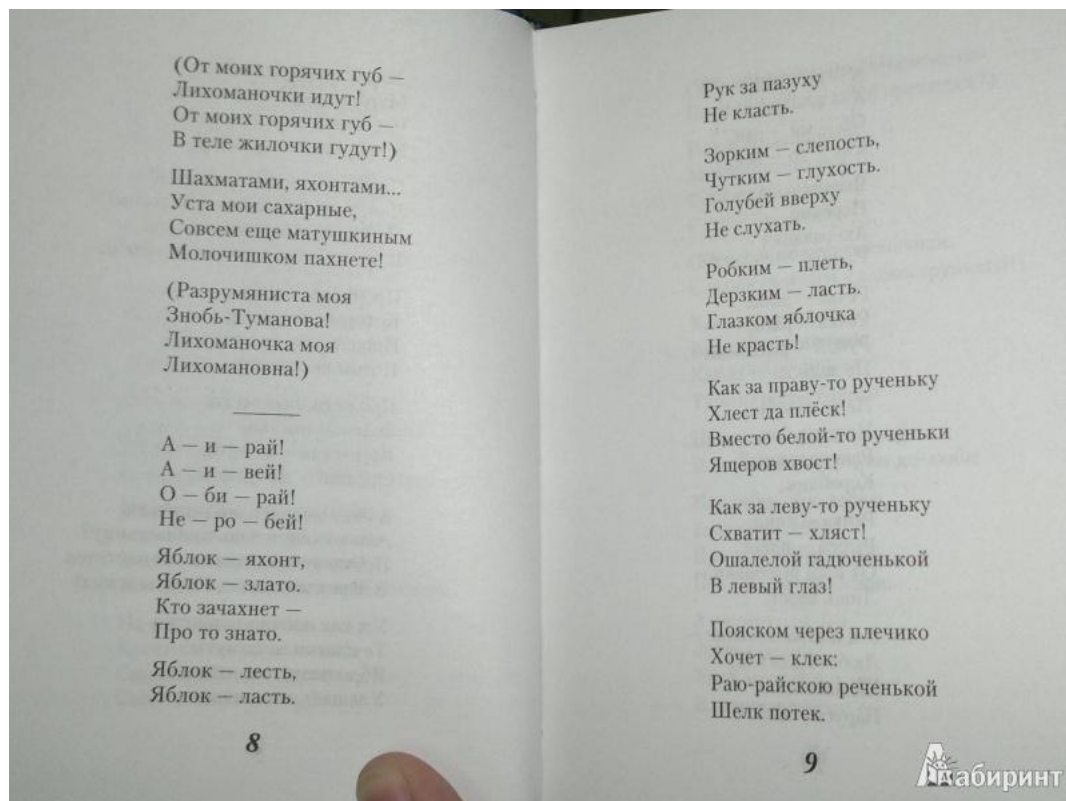 (От моих горячих губ —
Лихоманочки идут!
От моих горячих губ —
В теле жилочки гудут!)
Шахматами, яхонтами...
Уста мои сахарные,
Совсем еще матушкиным
Молочишком пахнете!
(Разрумяниста моя
Знобь-Туманова!
Лихоманочка моя
Лихомановна!)
А — и — рай!
А — и — вей!
О — би — рай!
Не — ро — бей!
Яблок — яхонт,
Яблок — злато.
Кто зачахнет —
Про то знато.
Яблок — лесть,
Яблок — ласть.
8
Рук за пазуху
Не класть.
Зорким — слепость,
Чутким — глухость.
Голубей вверху
Не слухать.
Робким — плеть,
Дерзким — ласть.
Глазком яблочка
Не красть!
Как за праву-то рученьку
Хлест да плёск!
Вместо белой-то рученьки
Ящеров хвост!
Как за леву-то рученьку
Схватит — хляст!
Ошалелой гадюченькой
В левый глаз!
Пояском через плечико
Хочет — клек:
Раю-райскою реченькой
Шелк потек.
9
Лабиринт